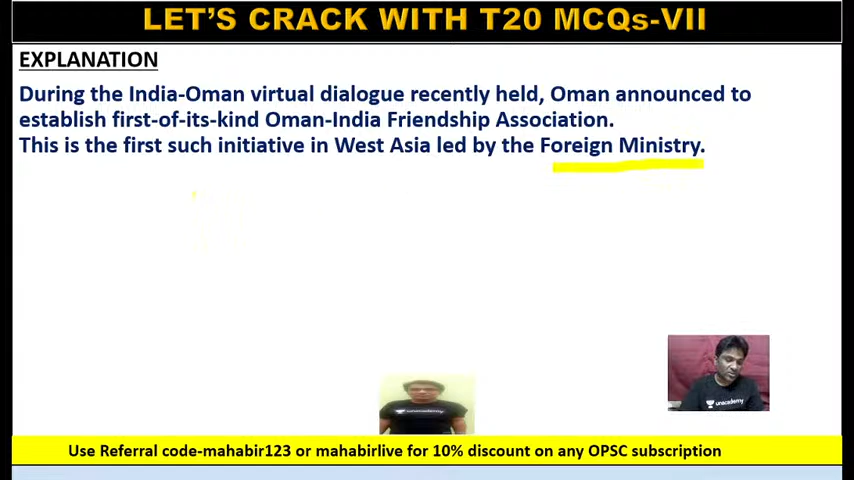 LET'S CRACK WITH T20 MCQs-VII
EXPLANATION
During the India-Oman virtual dialogue recently held, Oman announced to
establish first-of-its-kind Oman-India Friendship Association.
This is the first such initiative in West Asia led by the Foreign Ministry.
unacademy
unacademy
Use Referral code-mahabir123 or mahabirlive for 10% discount on any OPSC subscription